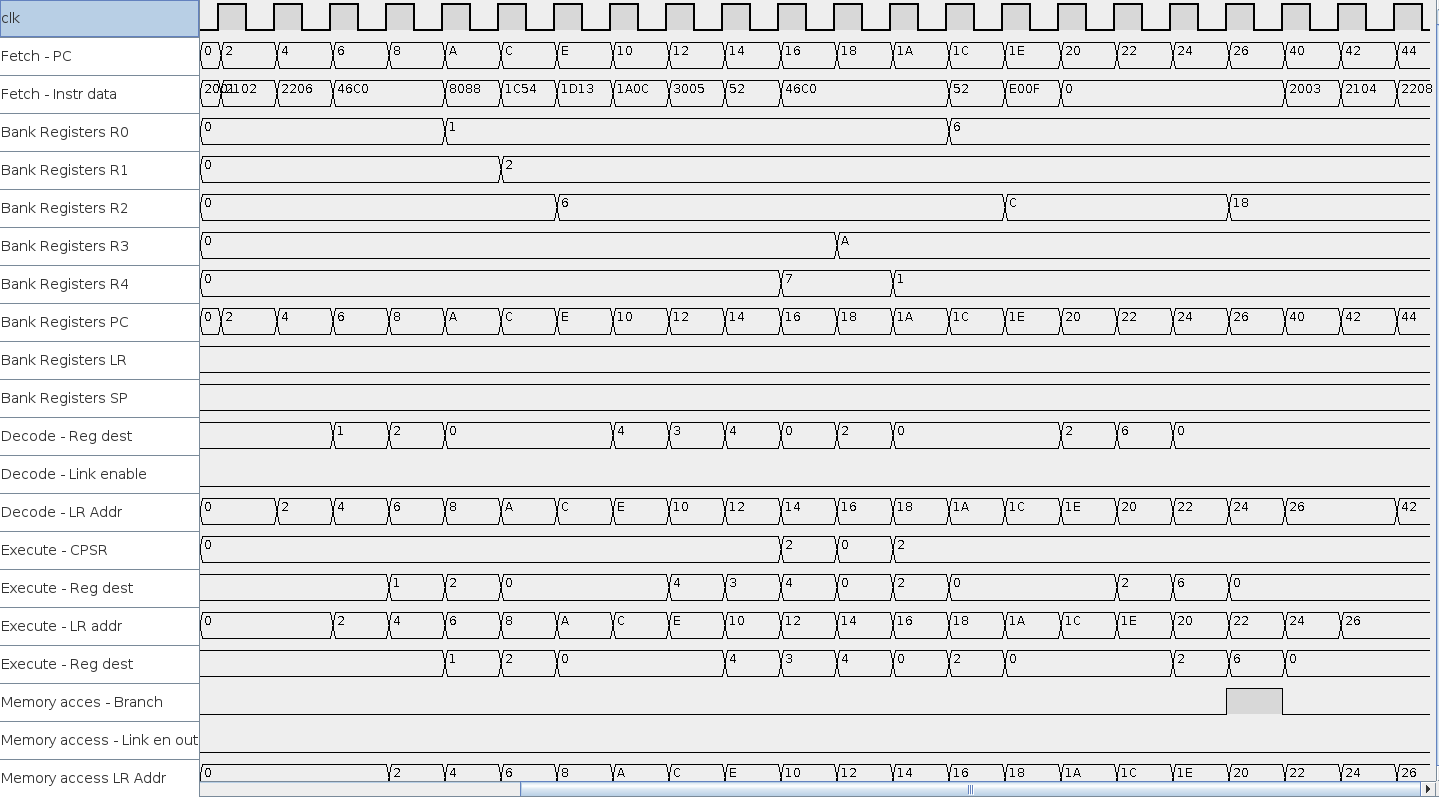 clk
Fetch - PC 0 2 4 6 8 A C E 10 12 14 16 18 1A 1C 1E 20 22 24 26 40 42 44
Fetch - Instr data 2102 2206 46C0 8088 1C54 1D13 1A0C 3005 52 46C0 52 E00F 0 2003 2104 2208
Bank Registers R0 0 1 6
Bank Registers R1 0 2
Bank Registers R2 0 6 C 18
Bank Registers R3 0 A
Bank Registers R4 0 7 1
Bank Registers PC 0 2 4 6 8 A C E 10 12 14 16 18 1A 1C 1E 20 22 24 26 40 42 44
Bank Registers LR
Bank Registers SP
Decode - Reg dest 1 2 0 4 3 4 0 2 0 2 6 0
Decode - Link enable
Decode - LR Addr 0 2 4 6 8 A C E 10 12 14 16 18 1A 1C 1E 20 22 24 26 42
Execute - CPSR 0 2 0 2
Execute - Reg dest 1 2 0 4 3 4 0 2 0 2 6 0
Execute - LR addr 0 2 4 6 8 A C E 10 12 14 16 18 1A 1C 1E 20 22 24 26
Execute - Reg dest 1 2 0 4 3 4 0 2 0 2 6 0
Memory acces - Branch
Memory access - Link en out
Memory access LR Addr 0 2 4 6 8 A C E 10 12 14 16 18 1A 1C 1E 20 22 24 26